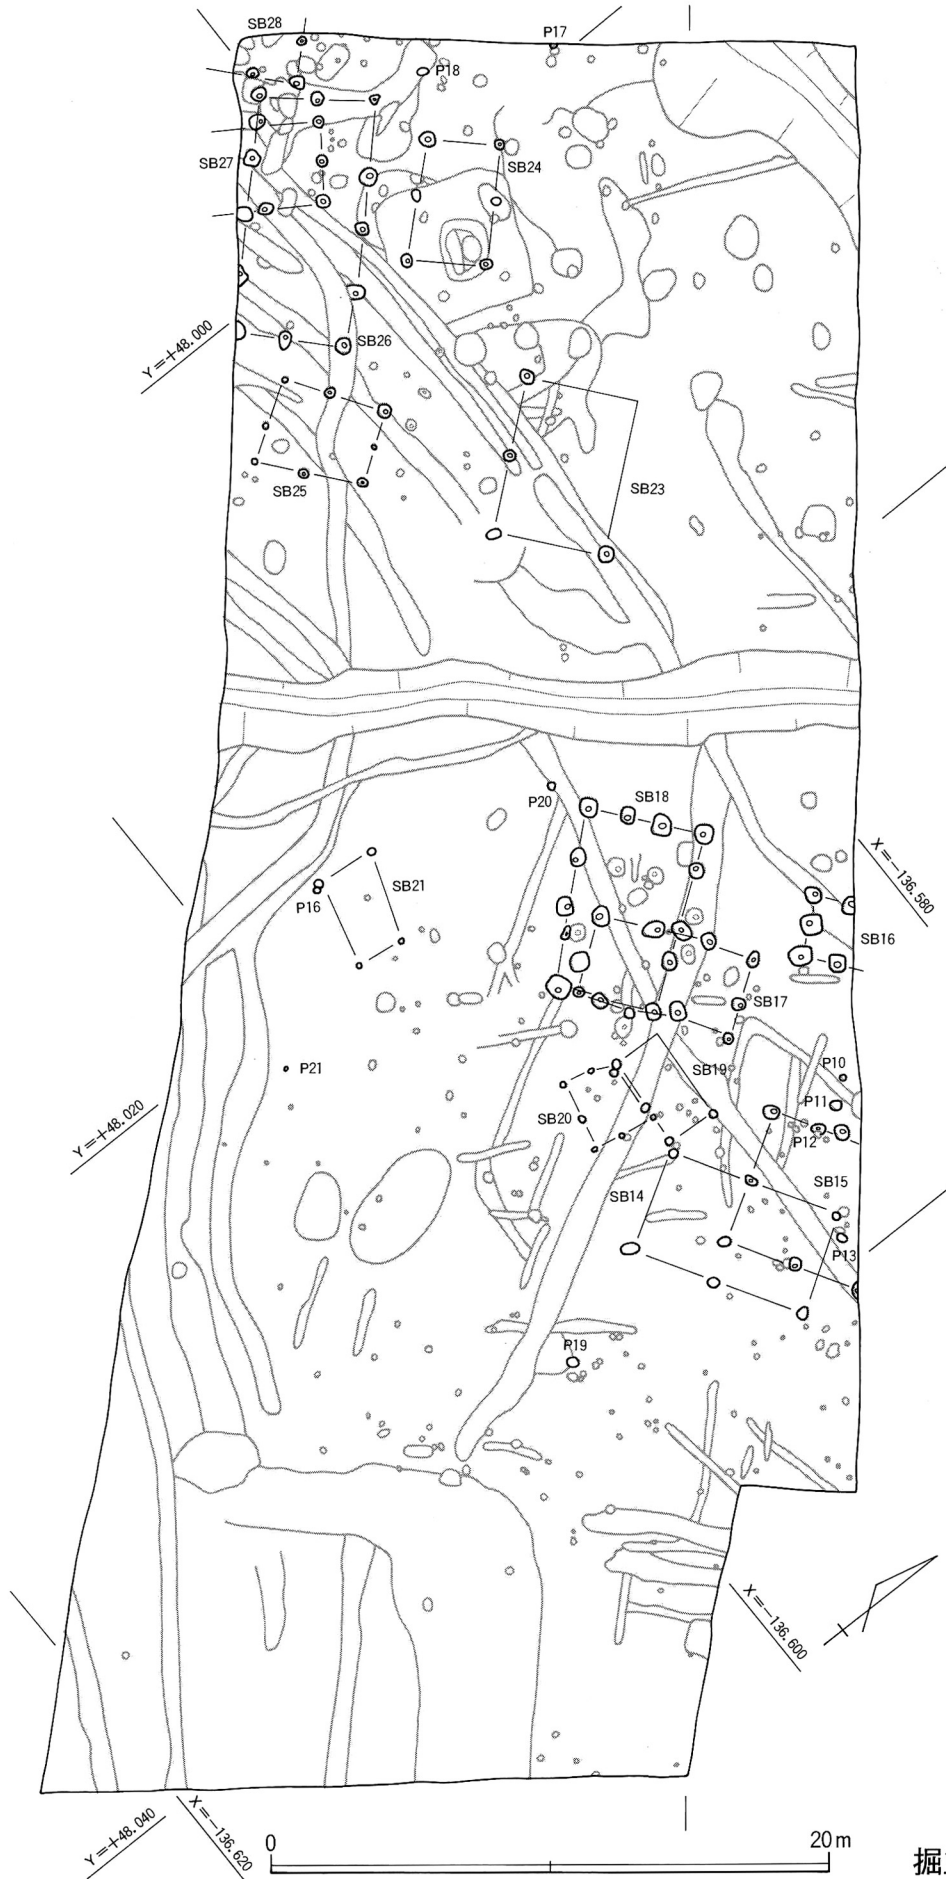 SB28
P17
P18
SB27
SB24
Y=+48.000
SB26
SB25
SB23
P20
SB18
X=-136.580
SB21
P16
SB16
SB17
P21
SB19
P10
P11
SB20
P12
Y=+48.020
SB14
SB15
P13
P19
X=-136.600
Y=+48.040
X=-136.620
0 20m
掘